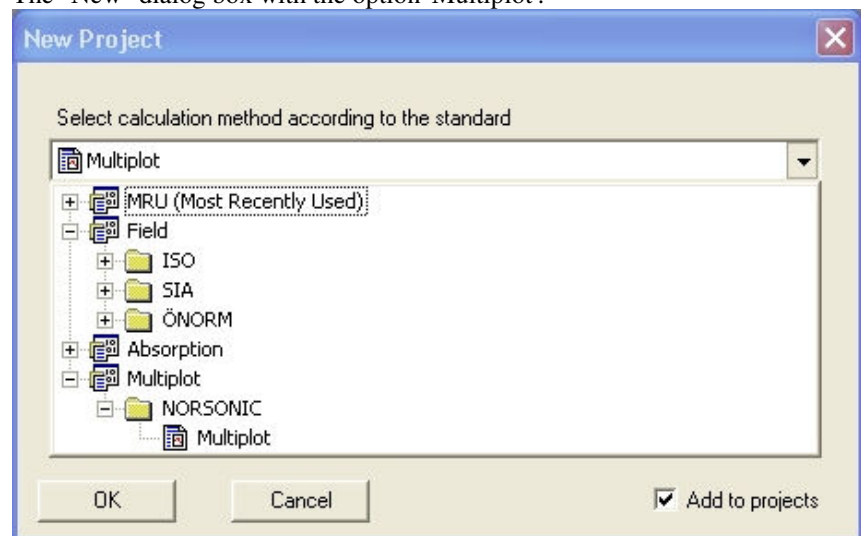 The "New" dialog box with the option 'Multiplot'.
New Project
Select calculation method according to the standard
Multiplot
MRU (Most Recently Used)
Field
ISO
SIA
ÖNORM
Absorption
Multiplot
NORSONIC
Multiplot
OK Cancel Add to projects